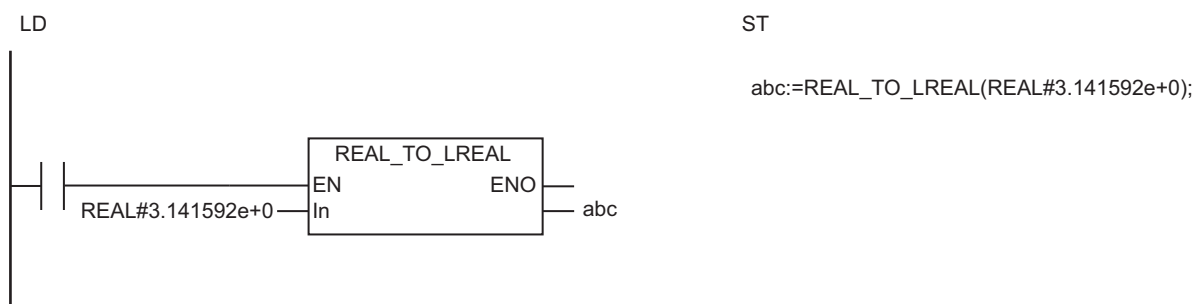 LD
ST
abc:=REAL_TO_LREAL(REAL#3.141592e+0);
REAL_TO_LREAL
EN ENO
REAL#3.141592e+0 In abc